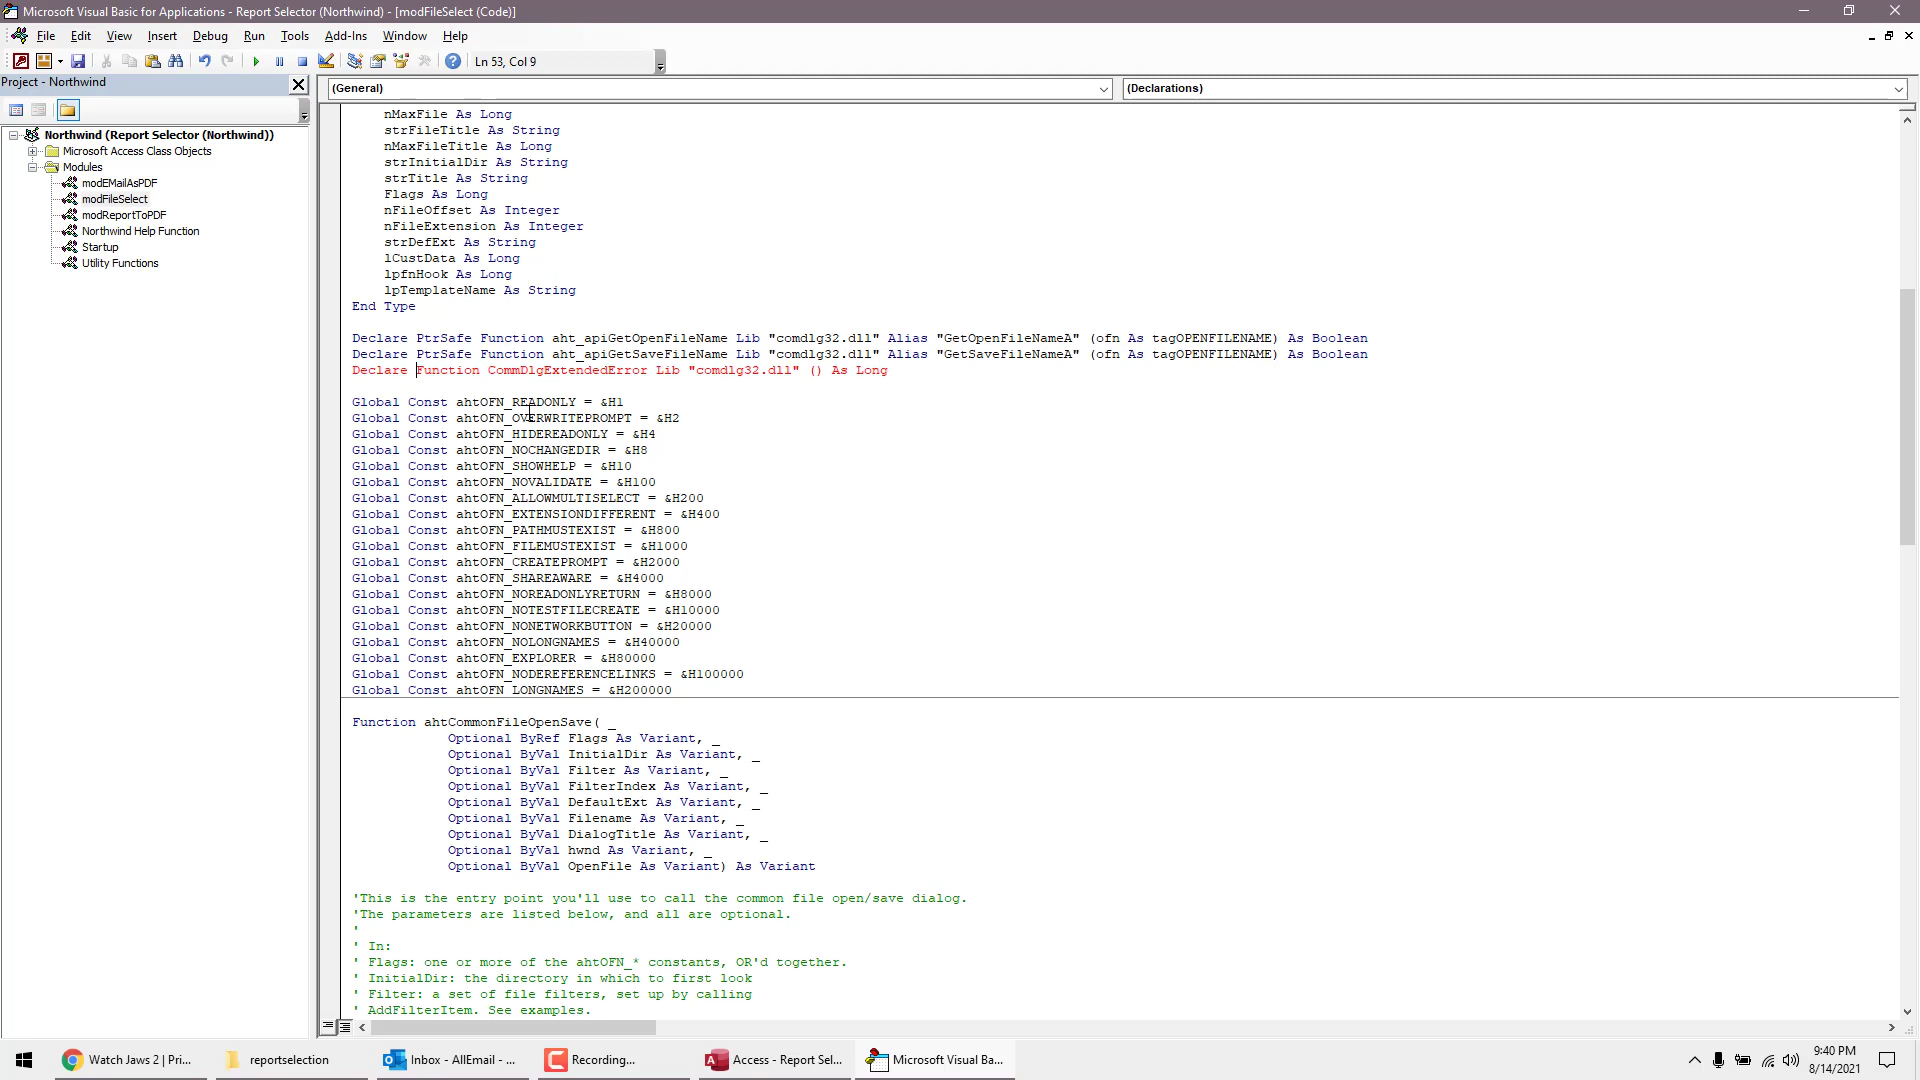 Microsoft Visual Basic for Applications - Report Selector (Northwind) - [modFileSelect (Code)]
File Edit View Insert Debug Run Tools Add-Ins Window Help
Ln 53, Col 9
Project - Northwind
(General) (Declarations)
Northwind (Report Selector (Northwind))
Microsoft Access Class Objects
Modules
modEMailAsPDF
modFileSelect
modReportToPDF
Northwind Help Function
Startup
Utility Functions
nMaxFile As Long
strFileTitle As String
nMaxFileTitle As Long
strInitialDir As String
strTitle As String
Flags As Long
nFileOffset As Integer
nFileExtension As Integer
strDefExt As String
lCustData As Long
lpfnHook As Long
lpTemplateName As String
End Type
Declare PtrSafe Function aht_apiGetOpenFileName Lib "comdlg32.dll" Alias "GetOpenFileNameA" (ofn As tagOPENFILENAME) As Boolean
Declare PtrSafe Function aht_apiGetSaveFileName Lib "comdlg32.dll" Alias "GetSaveFileNameA" (ofn As tagOPENFILENAME) As Boolean
Declare Function CommDlgExtendedError Lib "comdlg32.dll" () As Long
Global Const ahtOFN_READONLY = &H1
Global Const ahtOFN_OVERWRITEPROMPT = &H2
Global Const ahtOFN_HIDEREADONLY = &H4
Global Const ahtOFN_NOCHANGEDIR = &H8
Global Const ahtOFN_SHOWHELP = &H10
Global Const ahtOFN_NOVALIDATE = &H100
Global Const ahtOFN_ALLOWMULTISELECT = &H200
Global Const ahtOFN_EXTENSIONDIFFERENT = &H400
Global Const ahtOFN_PATHMUSTEXIST = &H800
Global Const ahtOFN_FILEMUSTEXIST = &H1000
Global Const ahtOFN_CREATEPROMPT = &H2000
Global Const ahtOFN_SHAREAWARE = &H4000
Global Const ahtOFN_NOREADONLYRETURN = &H8000
Global Const ahtOFN_NOTESTFILECREATE = &H10000
Global Const ahtOFN_NONETWORKBUTTON = &H20000
Global Const ahtOFN_NOLONGNAMES = &H40000
Global Const ahtOFN_EXPLORER = &H80000
Global Const ahtOFN_NODEREFERENCELINKS = &H100000
Global Const ahtOFN_LONGNAMES = &H200000
Function ahtCommonFileOpenSave( _
Optional ByRef Flags As Variant, _
Optional ByVal InitialDir As Variant, _
Optional ByVal Filter As Variant, _
Optional ByVal FilterIndex As Variant, _
Optional ByVal DefaultExt As Variant, _
Optional ByVal Filename As Variant, _
Optional ByVal DialogTitle As Variant, _
Optional ByVal hwnd As Variant, _
Optional ByVal OpenFile As Variant) As Variant
'This is the entry point you'll use to call the common file open/save dialog.
'The parameters are listed below, and all are optional.
'
' In:
' Flags: one or more of the ahtOFN_* constants, OR'd together.
' InitialDir: the directory in which to first look
' Filter: a set of file filters, set up by calling
' AddFilterItem. See examples.
Watch Jaws 2 | Pri... reportselection Inbox - AllEmail - ... Recording... Access - Report Sel... Microsoft Visual Ba...
9:40 PM
8/14/2021